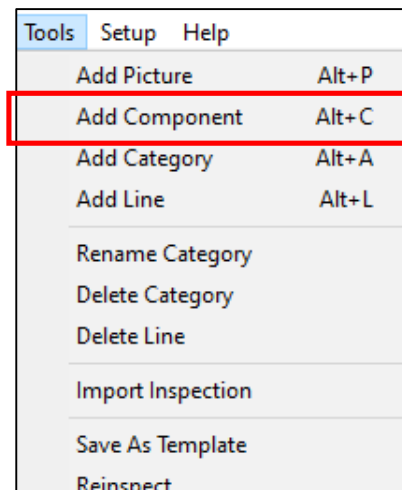 Tools Setup Help
Add Picture Alt+P
Add Component Alt+C
Add Category Alt+A
Add Line Alt+L
Rename Category
Delete Category
Delete Line
Import Inspection
Save As Template
Reinspect